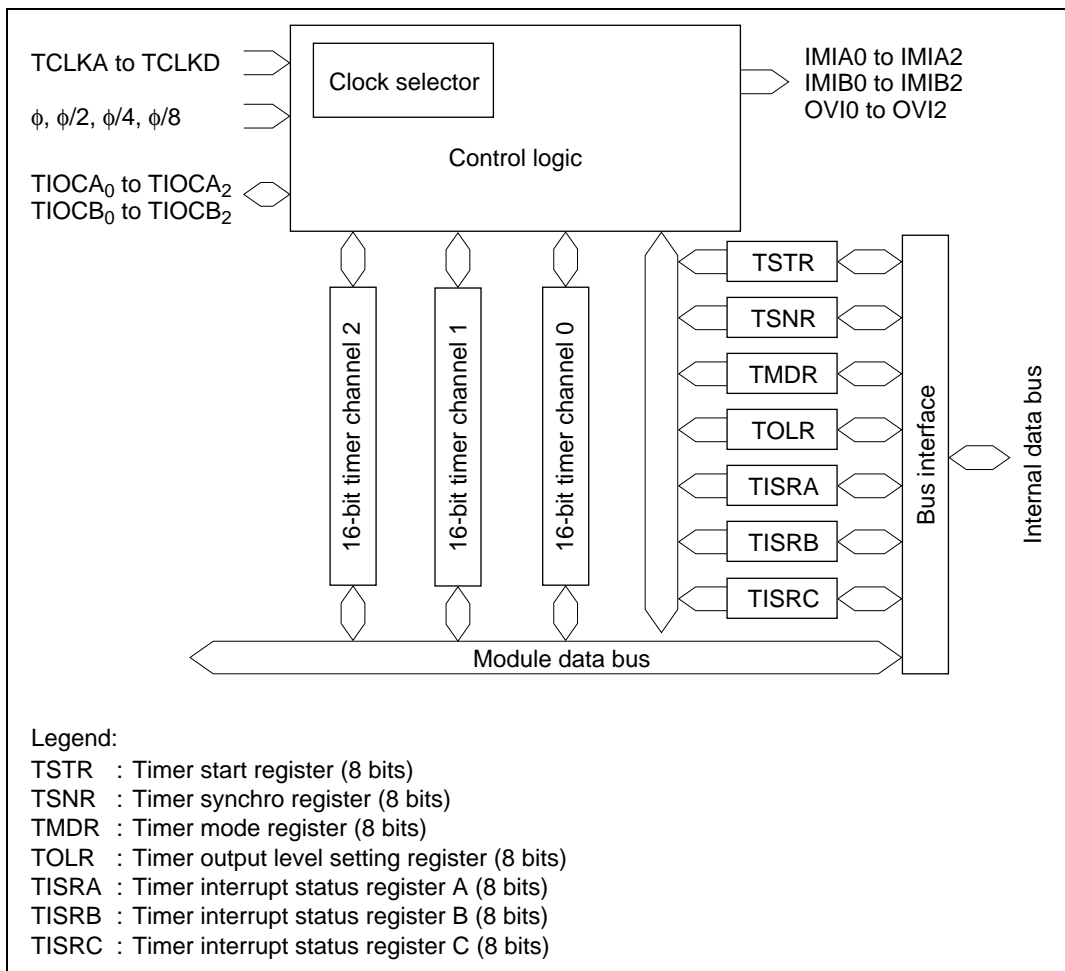 TCLKA to TCLKD
ϕ, ϕ/2, ϕ/4, ϕ/8
TIOCA₀ to TIOCA₂
TIOCB₀ to TIOCB₂
Clock selector
Control logic
IMIA0 to IMIA2
IMIB0 to IMIB2
OVI0 to OVI2
16-bit timer channel 2
16-bit timer channel 1
16-bit timer channel 0
TSTR
TSNR
TMDR
TOLR
TISRA
TISRB
TISRC
Bus interface
Internal data bus
Module data bus
Legend:
TSTR : Timer start register (8 bits)
TSNR : Timer synchro register (8 bits)
TMDR : Timer mode register (8 bits)
TOLR : Timer output level setting register (8 bits)
TISRA : Timer interrupt status register A (8 bits)
TISRB : Timer interrupt status register B (8 bits)
TISRC : Timer interrupt status register C (8 bits)